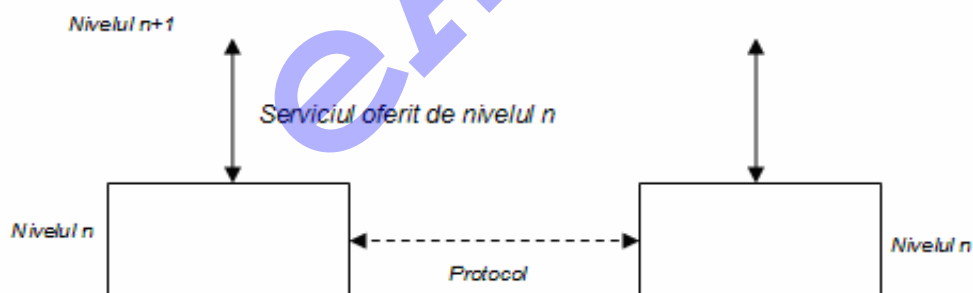 Nivelul n+1
Serviciul oferit de nivelul n
Nivelul n
Nivelul n
Protocol